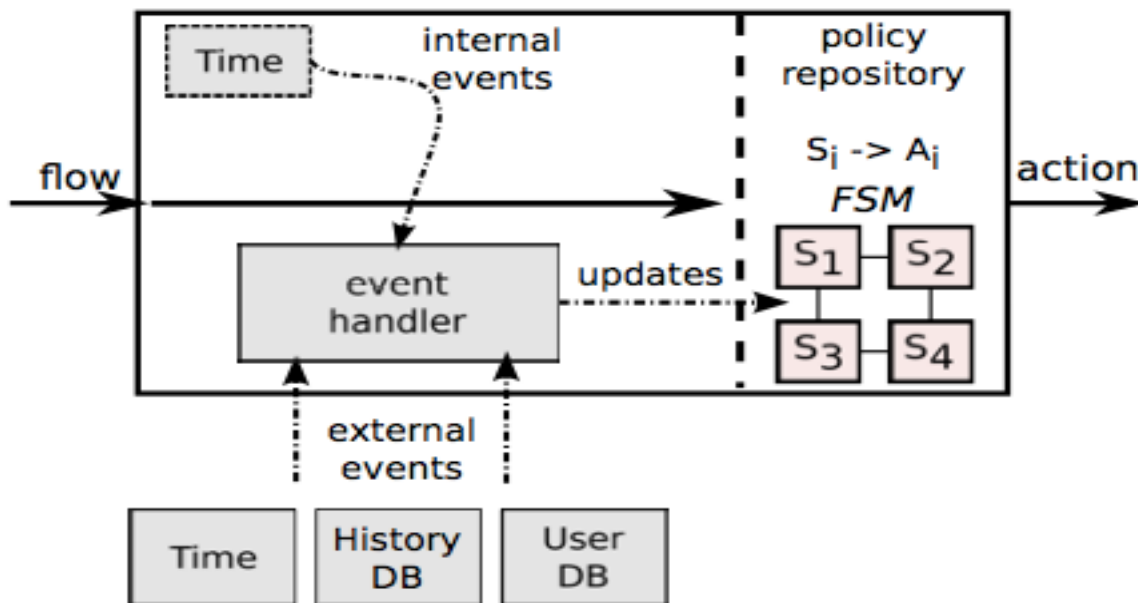 Time
internal
events
policy
repository
flow
Si -> Ai
FSM
action
event
handler
updates
S1
S2
S3
S4
external
events
Time
History
DB
User
DB